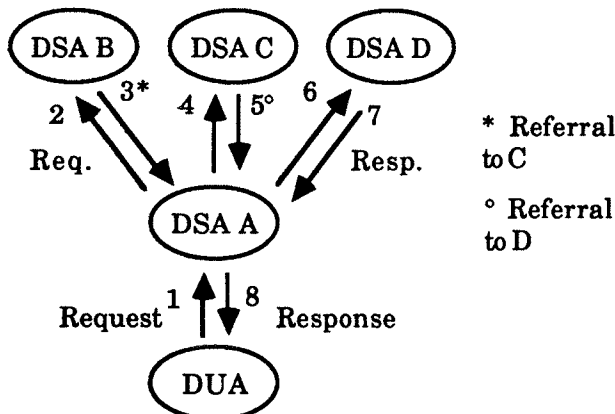 DSA B DSA C DSA D
2 3* 4 5° 6 7
Req. Resp.
* Referral
to C
° Referral
to D
DSA A
Request 1 8 Response
DUA